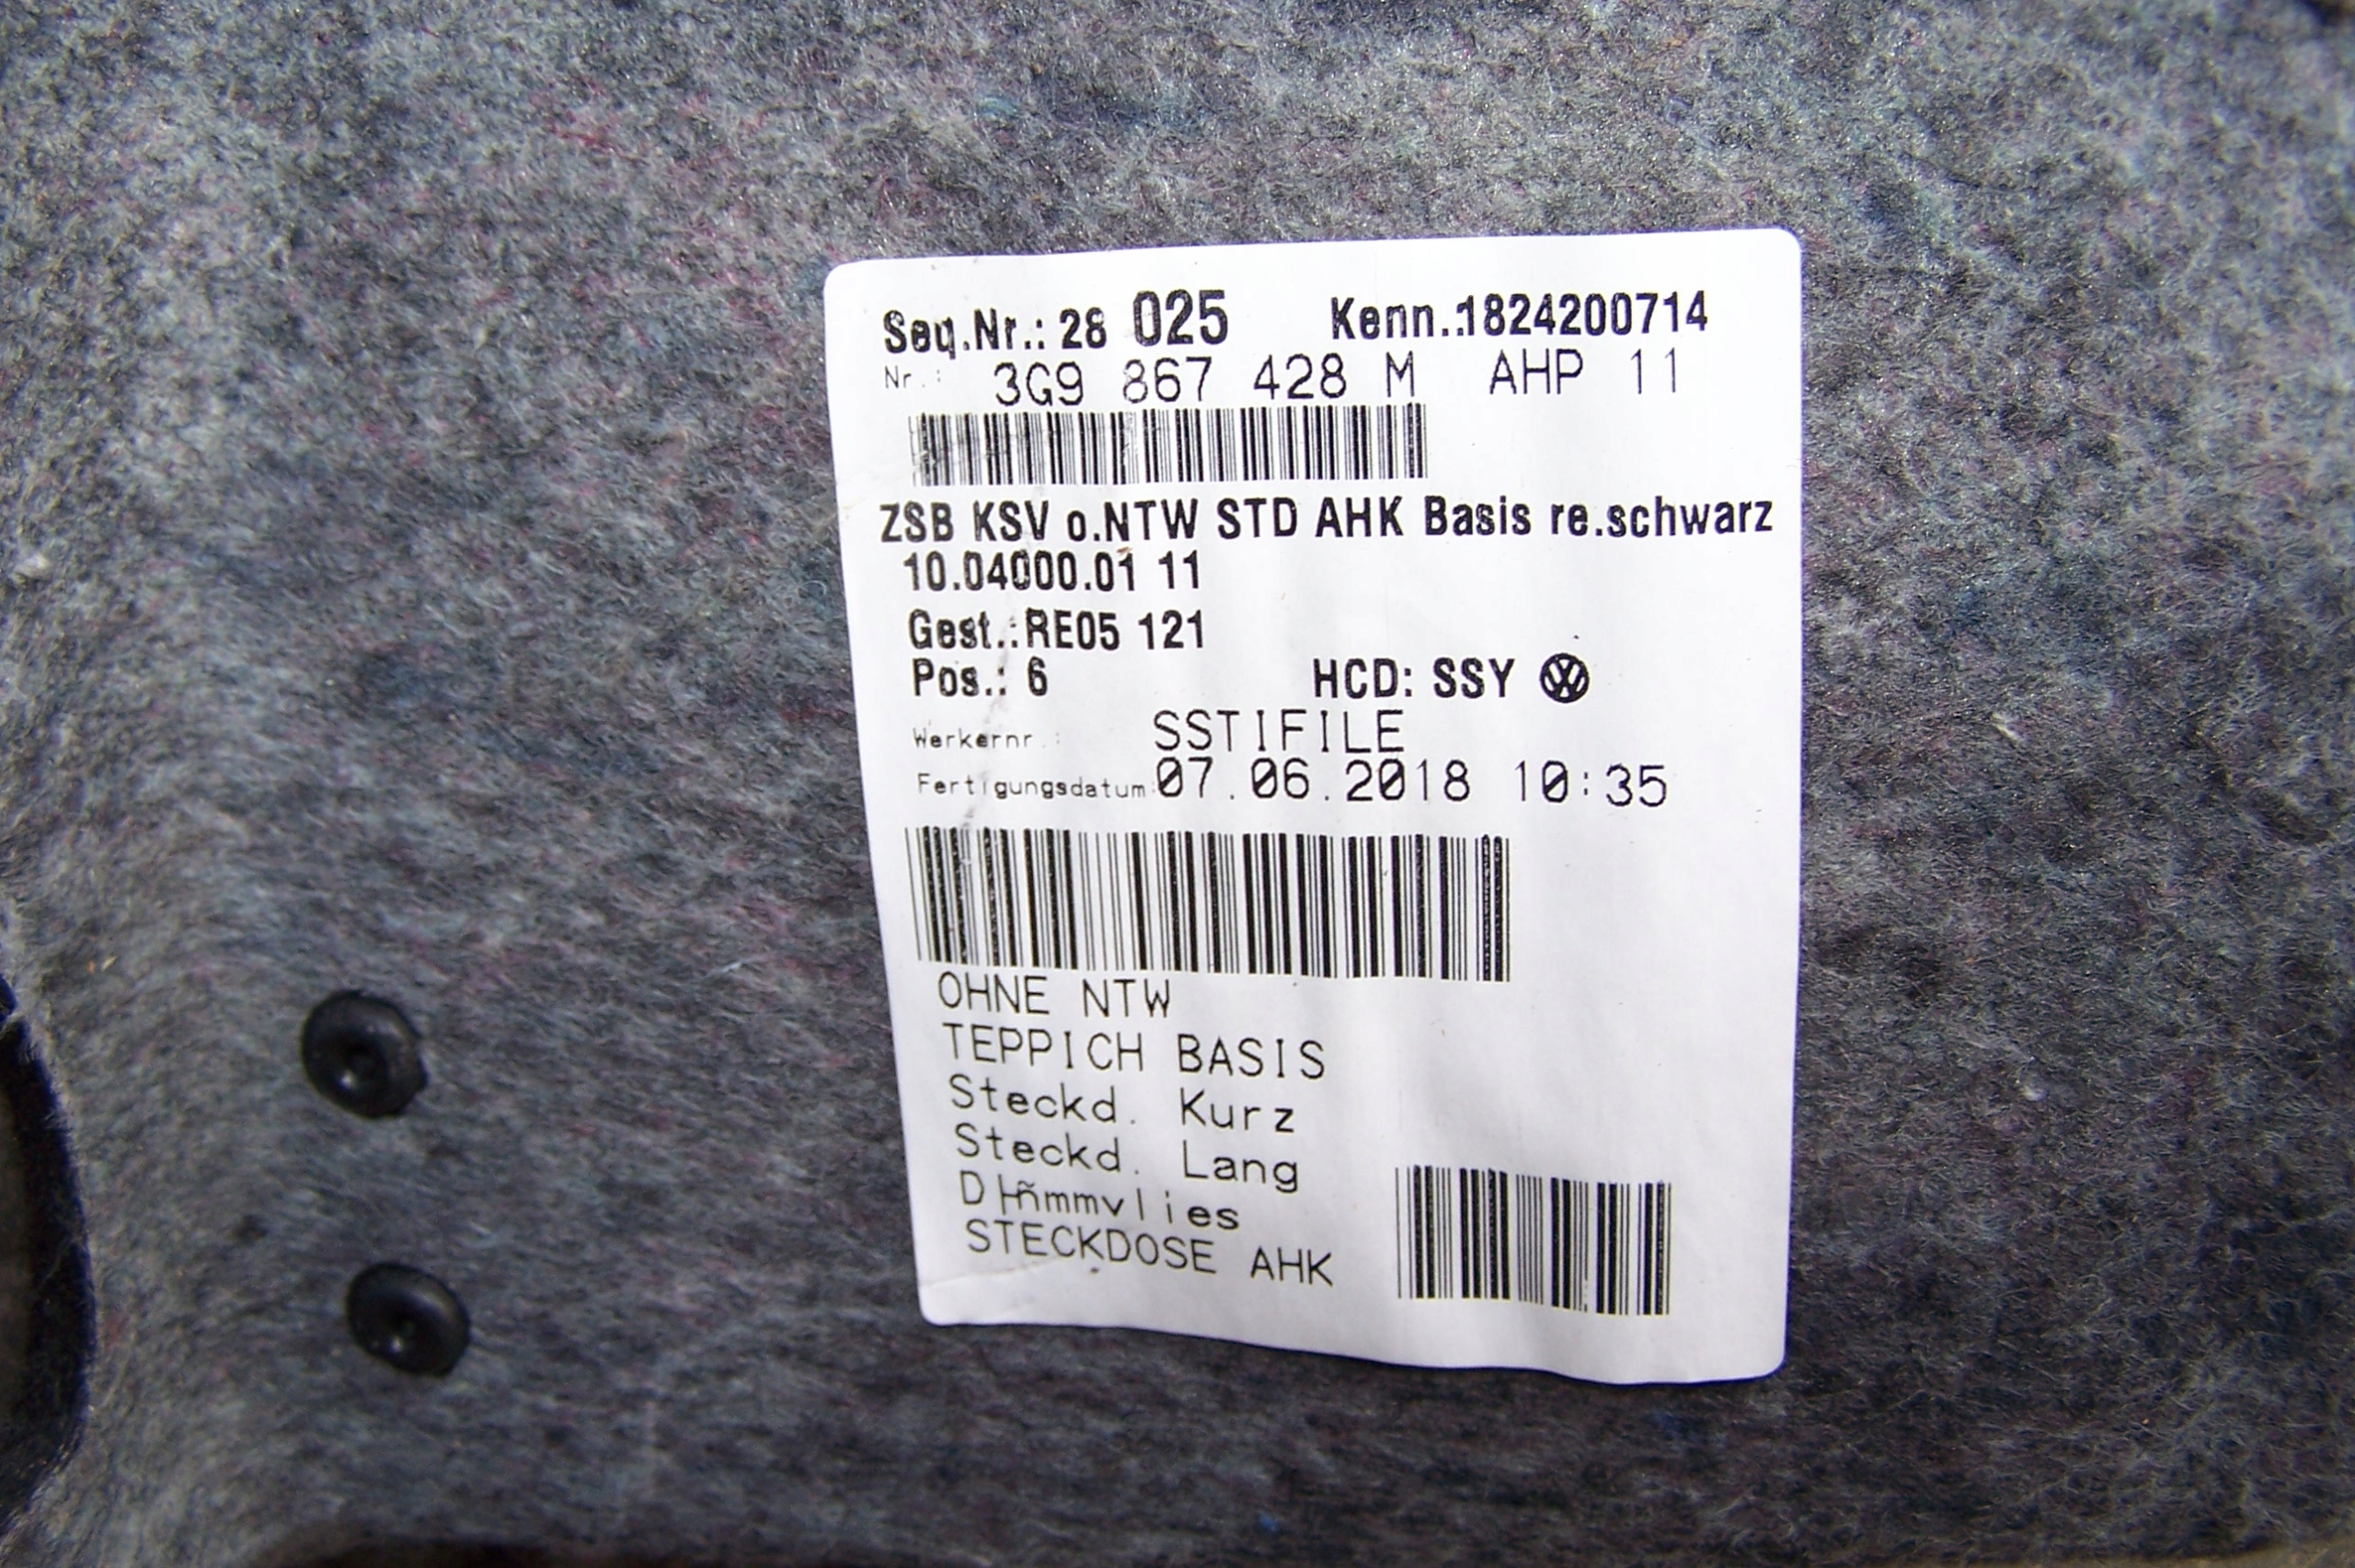 Seq.Nr.: 28 025 Kenn.:1824200714
Nr.: 3G9 867 428 M AHP 11
ZSB KSV o.NTW STD AHK Basis re.schwarz
10.04000.01 11
Gest.:RE05 121
Pos.: 6 HCD: SSY VW
Werkernr.: SSTIFILE
Fertigungsdatum:07.06.2018 10:35
OHNE NTW
TEPPICH BASIS
Steckd. Kurz
Steckd. Lang
D├ñmmvlies
STECKDOSE AHK